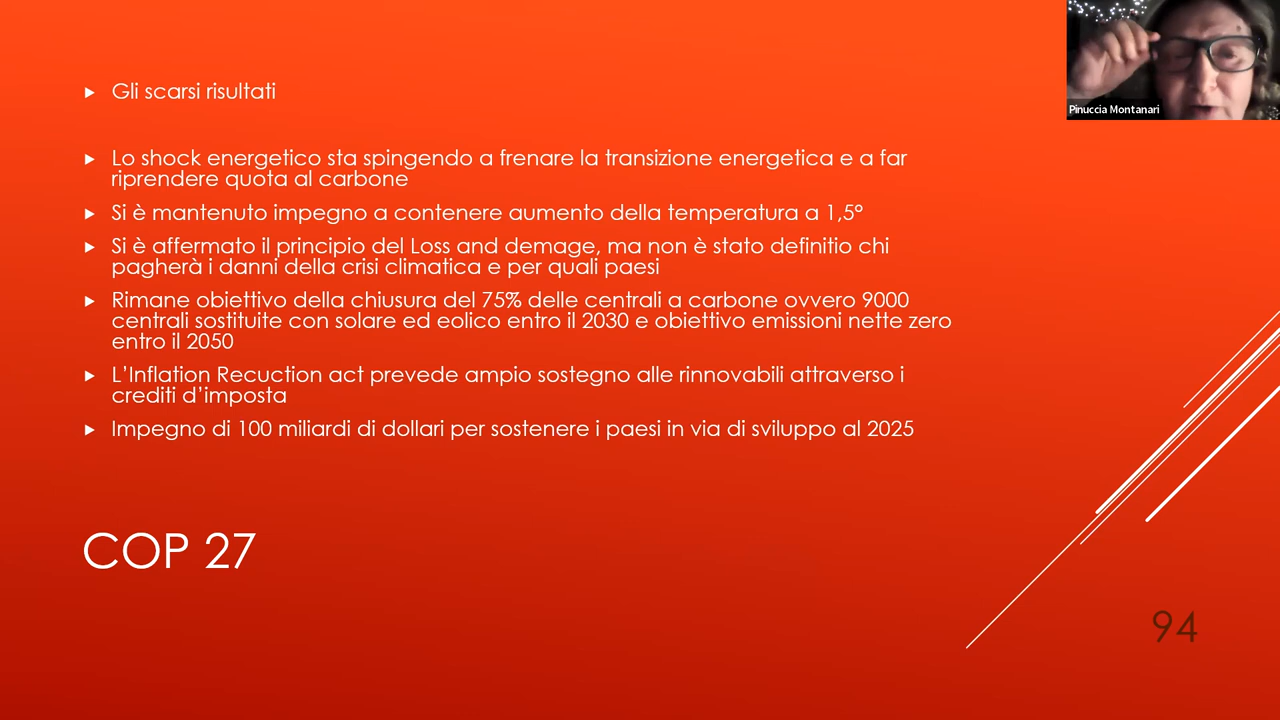 Gli scarsi risultati
Lo shock energetico sta spingendo a frenare la transizione energetica e a far
riprendere quota al carbone
Si è mantenuto impegno a contenere aumento della temperatura a 1,5°
Si è affermato il principio del Loss and demage, ma non è stato definitio chi
pagherà i danni della crisi climatica e per quali paesi
Rimane obiettivo della chiusura del 75% delle centrali a carbone ovvero 9000
centrali sostituite con solare ed eolico entro il 2030 e obiettivo emissioni nette zero
entro il 2050
L'Inflation Recuction act prevede ampio sostegno alle rinnovabili attraverso i
crediti d'imposta
Impegno di 100 miliardi di dollari per sostenere i paesi in via di sviluppo al 2025
COP 27
94
Pinuccia Montanari